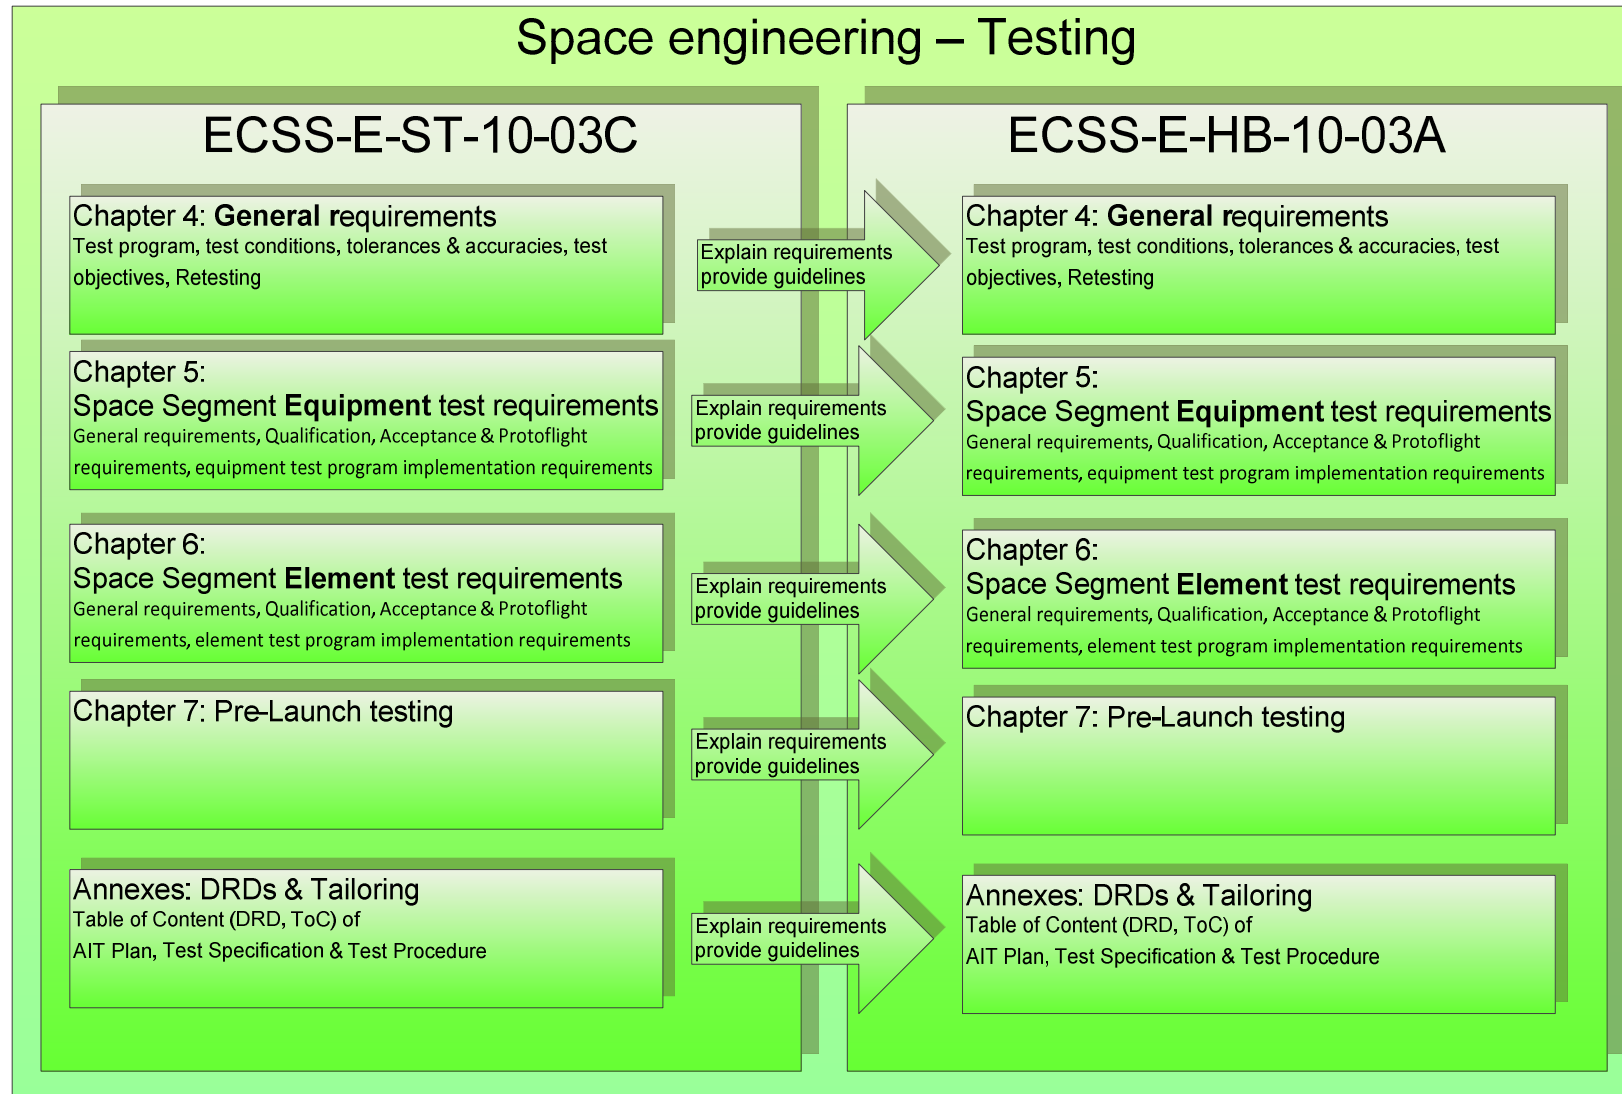 Space engineering – Testing
ECSS-E-ST-10-03C
Chapter 4: General requirements
Test program, test conditions, tolerances & accuracies, test
objectives, Retesting
Chapter 5:
Space Segment Equipment test requirements
General requirements, Qualification, Acceptance & Protoflight
requirements, equipment test program implementation requirements
Chapter 6:
Space Segment Element test requirements
General requirements, Qualification, Acceptance & Protoflight
requirements, element test program implementation requirements
Chapter 7: Pre-Launch testing
Annexes: DRDs & Tailoring
Table of Content (DRD, ToC) of
AIT Plan, Test Specification & Test Procedure
Explain requirements
provide guidelines
Explain requirements
provide guidelines
Explain requirements
provide guidelines
Explain requirements
provide guidelines
Explain requirements
provide guidelines
ECSS-E-HB-10-03A
Chapter 4: General requirements
Test program, test conditions, tolerances & accuracies, test
objectives, Retesting
Chapter 5:
Space Segment Equipment test requirements
General requirements, Qualification, Acceptance & Protoflight
requirements, equipment test program implementation requirements
Chapter 6:
Space Segment Element test requirements
General requirements, Qualification, Acceptance & Protoflight
requirements, element test program implementation requirements
Chapter 7: Pre-Launch testing
Annexes: DRDs & Tailoring
Table of Content (DRD, ToC) of
AIT Plan, Test Specification & Test Procedure